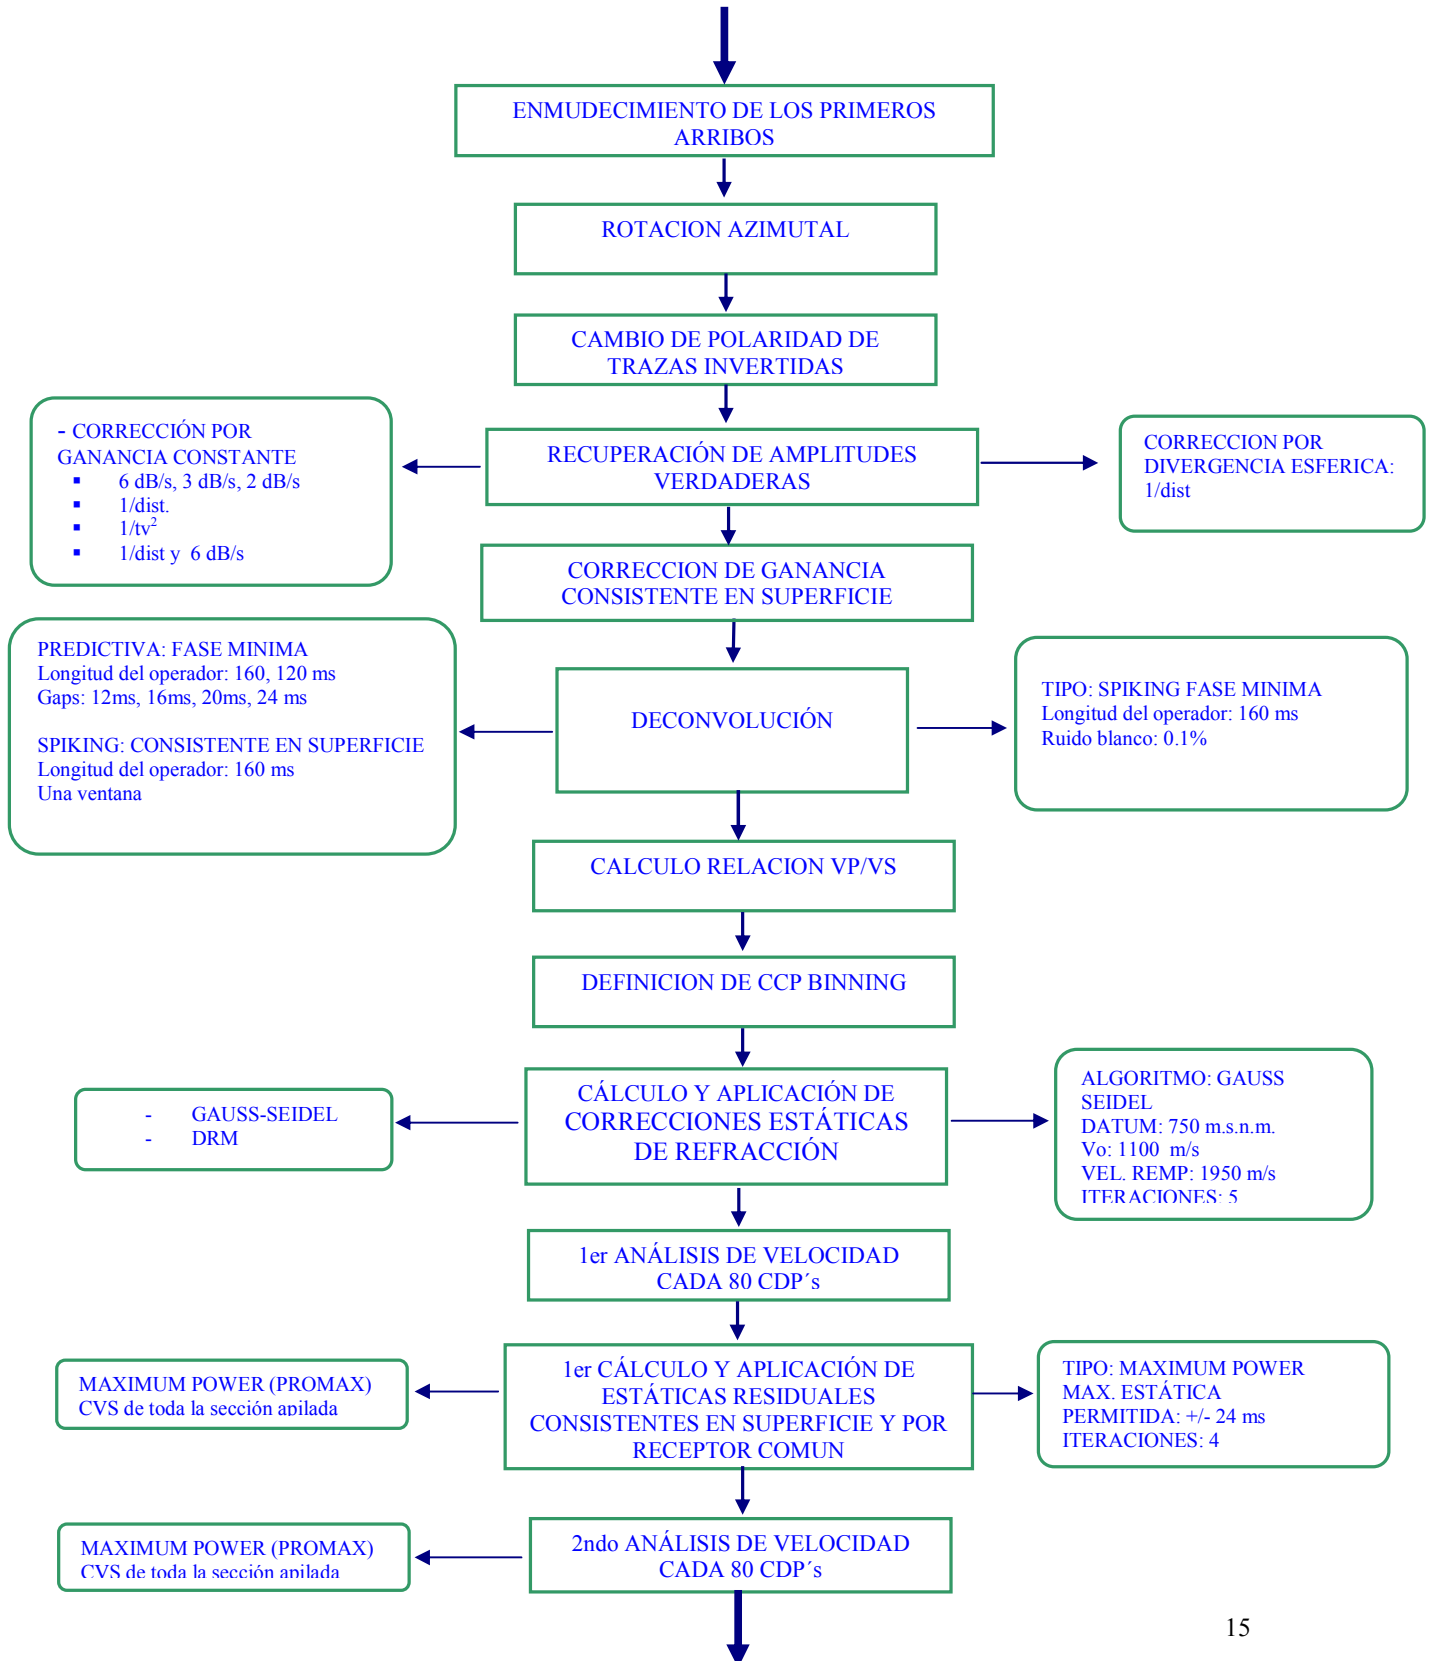 ENMUDECIMIENTO DE LOS PRIMEROS
ARRIBOS
ROTACION AZIMUTAL
CAMBIO DE POLARIDAD DE
TRAZAS INVERTIDAS
- CORRECCIÓN POR
GANANCIA CONSTANTE
▪ 6 dB/s, 3 dB/s, 2 dB/s
▪ 1/dist.
▪ 1/tv²
▪ 1/dist y 6 dB/s
RECUPERACIÓN DE AMPLITUDES
VERDADERAS
CORRECCION POR
DIVERGENCIA ESFERICA:
1/dist
CORRECCION DE GANANCIA
CONSISTENTE EN SUPERFICIE
PREDICTIVA: FASE MINIMA
Longitud del operador: 160, 120 ms
Gaps: 12ms, 16ms, 20ms, 24 ms
SPIKING: CONSISTENTE EN SUPERFICIE
Longitud del operador: 160 ms
Una ventana
DECONVOLUCIÓN
TIPO: SPIKING FASE MINIMA
Longitud del operador: 160 ms
Ruido blanco: 0.1%
CALCULO RELACION VP/VS
DEFINICION DE CCP BINNING
- GAUSS-SEIDEL
- DRM
CÁLCULO Y APLICACIÓN DE
CORRECCIONES ESTÁTICAS
DE REFRACCIÓN
ALGORITMO: GAUSS
SEIDEL
DATUM: 750 m.s.n.m.
Vo: 1100 m/s
VEL. REMP: 1950 m/s
ITERACIONES: 5
1er ANÁLISIS DE VELOCIDAD
CADA 80 CDP´s
MAXIMUM POWER (PROMAX)
CVS de toda la sección apilada
1er CÁLCULO Y APLICACIÓN DE
ESTÁTICAS RESIDUALES
CONSISTENTES EN SUPERFICIE Y POR
RECEPTOR COMUN
TIPO: MAXIMUM POWER
MAX. ESTÁTICA
PERMITIDA: +/- 24 ms
ITERACIONES: 4
MAXIMUM POWER (PROMAX)
CVS de toda la sección apilada
2ndo ANÁLISIS DE VELOCIDAD
CADA 80 CDP´s
15